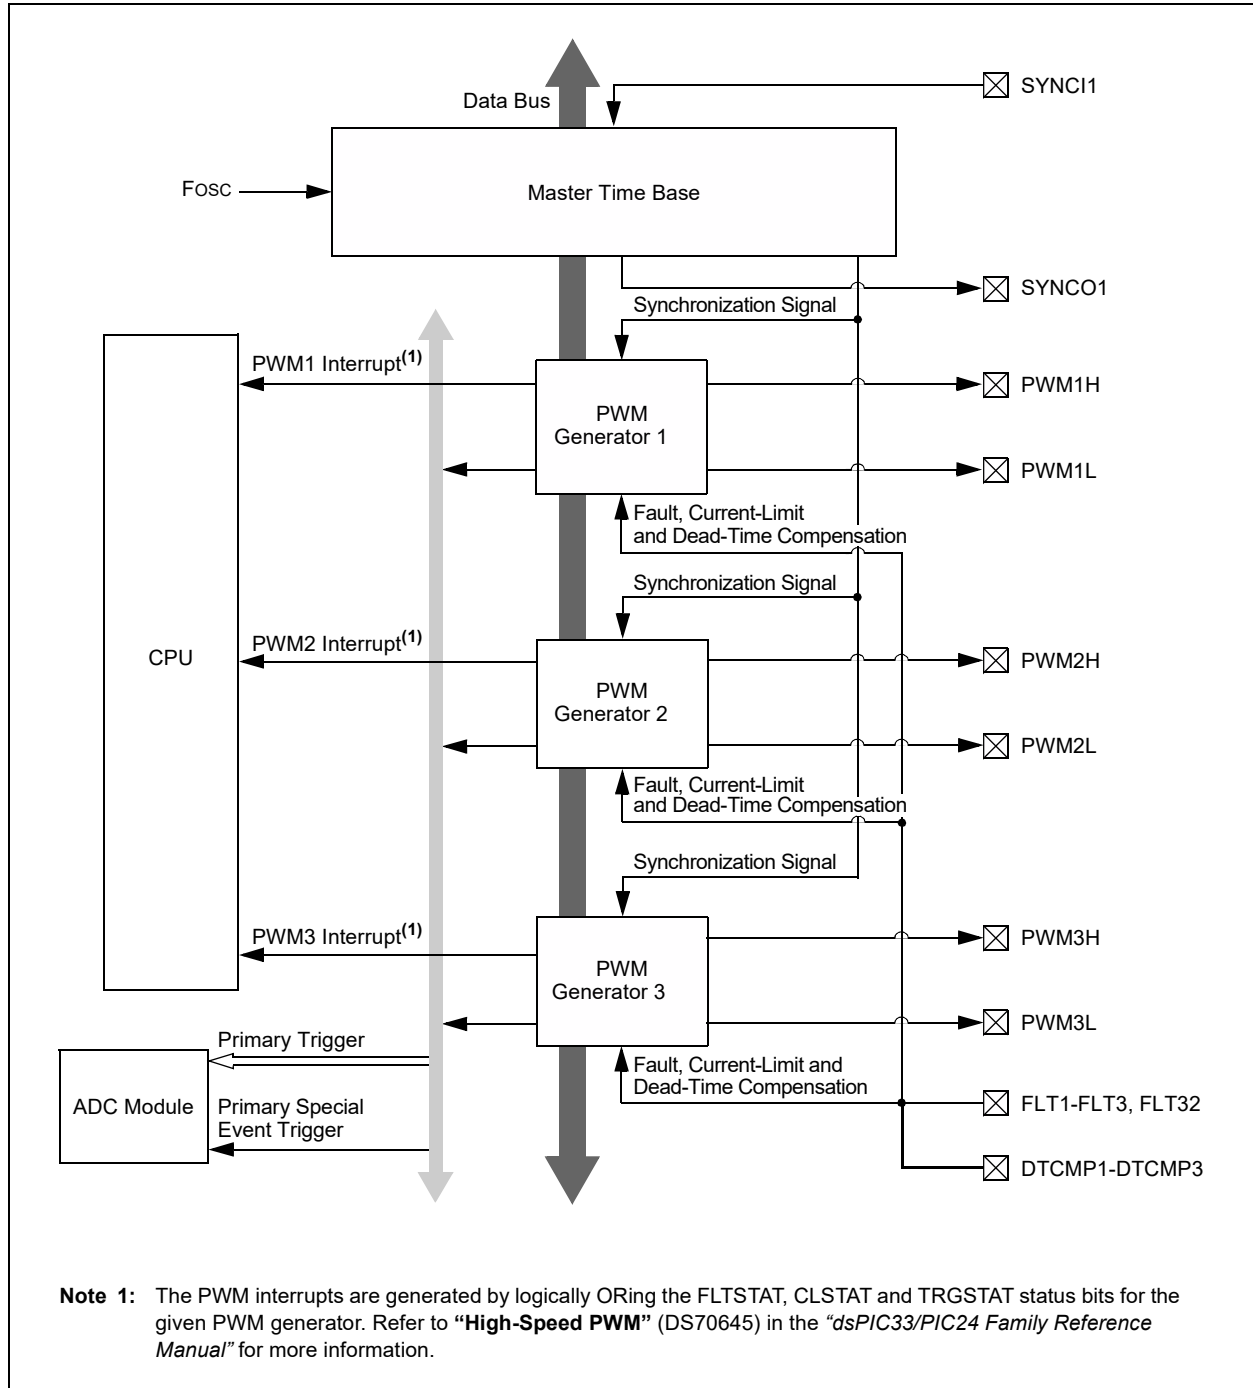 SYNCI1
Data Bus
FOSC
Master Time Base
SYNCO1
Synchronization Signal
PWM1 Interrupt(1)
PWM1H
PWM
Generator 1
PWM1L
Fault, Current-Limit
and Dead-Time Compensation
Synchronization Signal
CPU
PWM2 Interrupt(1)
PWM2H
PWM
Generator 2
PWM2L
Fault, Current-Limit
and Dead-Time Compensation
Synchronization Signal
PWM3 Interrupt(1)
PWM3H
PWM
Generator 3
PWM3L
Primary Trigger
Fault, Current-Limit and
Dead-Time Compensation
ADC Module
Primary Special
Event Trigger
FLT1-FLT3, FLT32
DTCMP1-DTCMP3
Note 1: The PWM interrupts are generated by logically ORing the FLTSTAT, CLSTAT and TRGSTAT status bits for the
given PWM generator. Refer to “High-Speed PWM” (DS70645) in the “dsPIC33/PIC24 Family Reference
Manual” for more information.